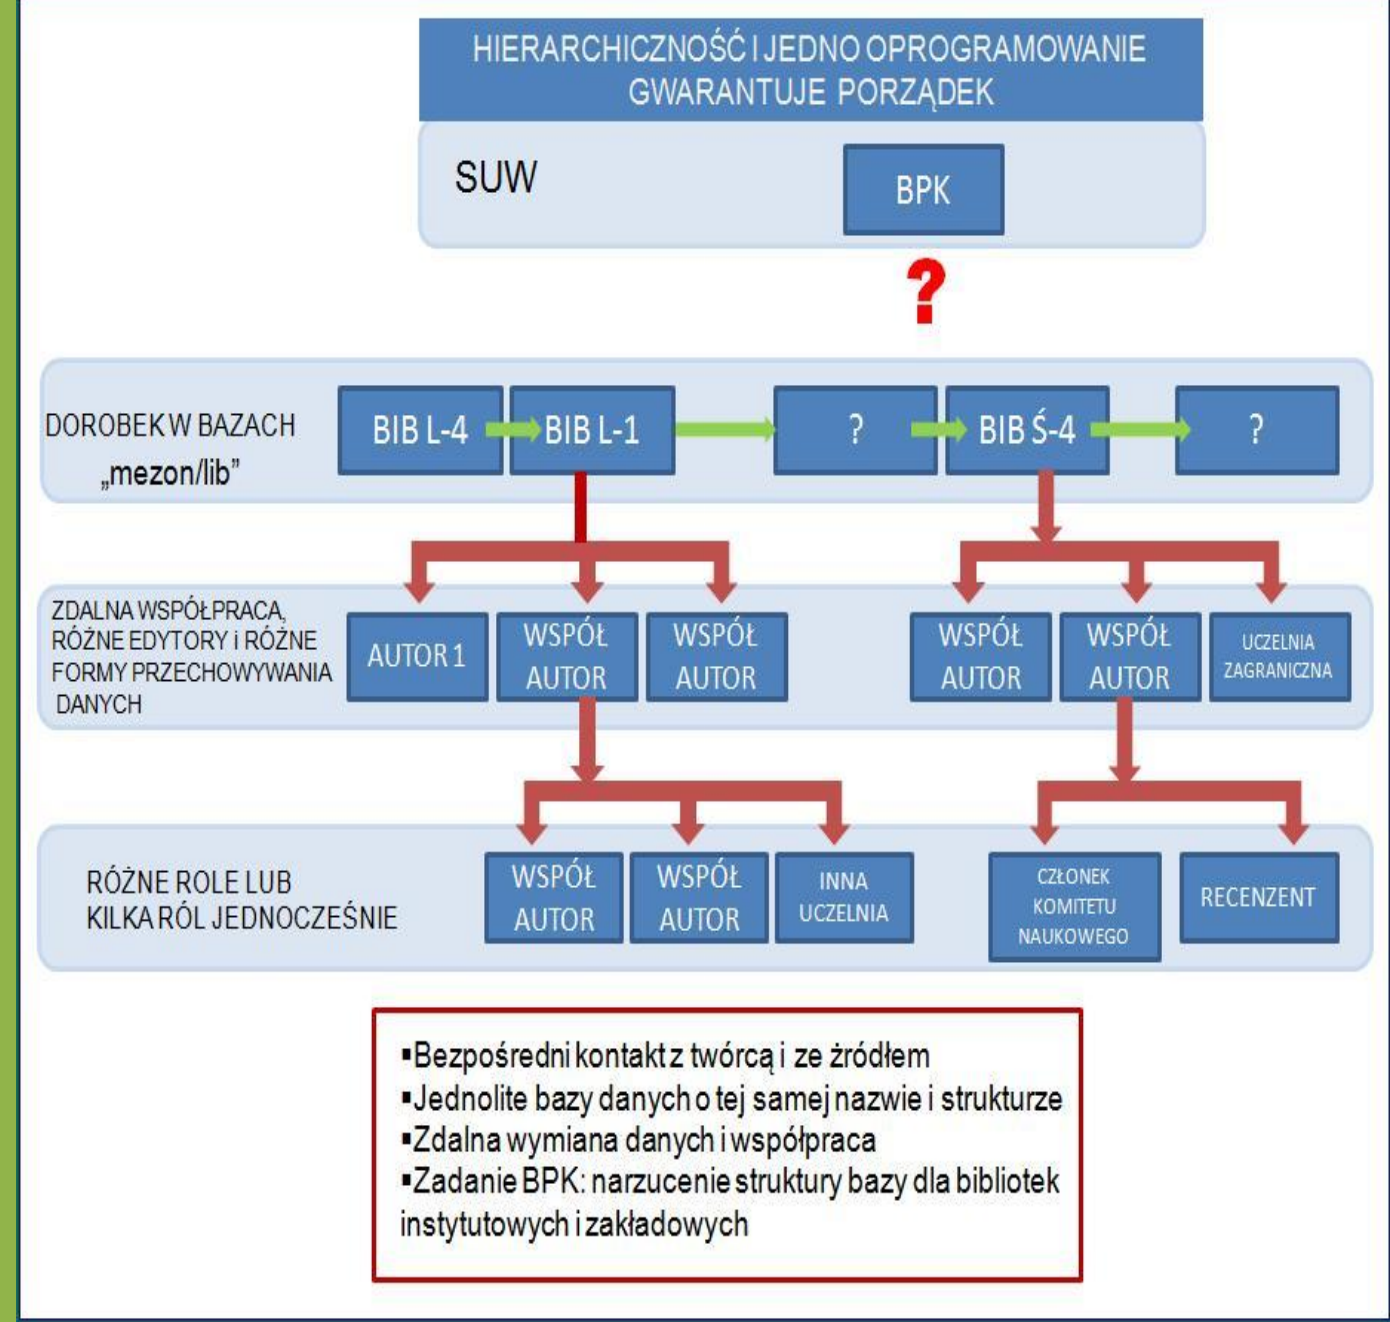 HIERARCHICZNOŚĆ I JEDNO OPROGRAMOWANIE
GWARANTUJE PORZĄDEK
SUW
BPK
?
DOROBEK W BAZACH
„mezon/lib”
BIB L-4
BIB L-1
?
BIB Ś-4
?
ZDALNA WSPÓŁPRACA,
RÓŻNE EDYTORY i RÓŻNE
FORMY PRZECHOWYWANIA
DANYCH
AUTOR 1
WSPÓŁ
AUTOR
WSPÓŁ
AUTOR
WSPÓŁ
AUTOR
WSPÓŁ
AUTOR
UCZELNIA
ZAGRANICZNA
RÓŻNE ROLE LUB
KILKA RÓL JEDNOCZEŚNIE
WSPÓŁ
AUTOR
WSPÓŁ
AUTOR
INNA
UCZELNIA
CZŁONEK
KOMITETU
NAUKOWEGO
RECENZENT
▪Bezpośredni kontakt z twórcą i ze żródłem
▪Jednolite bazy danych o tej samej nazwie i strukturze
▪Zdalna wymiana danych i współpraca
▪Zadanie BPK: narzucenie struktury bazy dla bibliotek
instytutowych i zakładowych